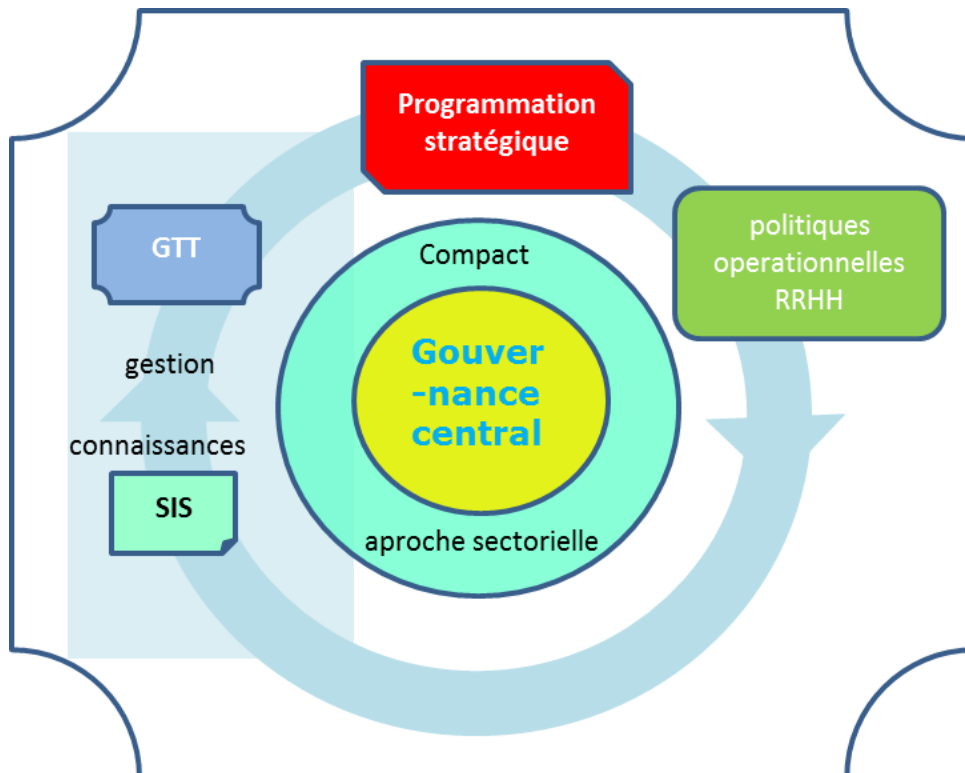 Programmation
stratégique
politiques
operationnelles
RRHH
GTT
Compact
gestion
Gouver
-nance
central
connaissances
SIS
aproche sectorielle